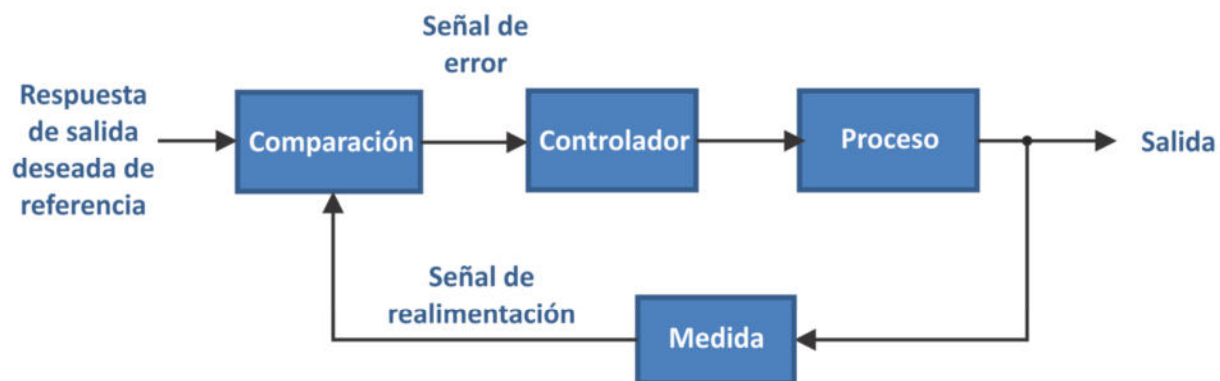 Señal de
error
Respuesta
de salida
deseada de
referencia
Comparación
Controlador
Proceso
Salida
Señal de
realimentación
Medida